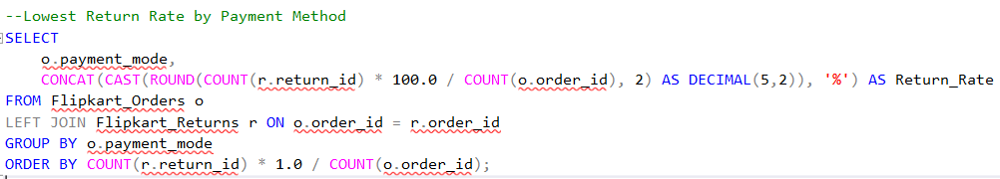 --Lowest Return Rate by Payment Method
SELECT
    o.payment_mode,
    CONCAT(CAST(ROUND(COUNT(r.return_id) * 100.0 / COUNT(o.order_id), 2) AS DECIMAL(5,2)), '%') AS Return_Rate
FROM Flipkart_Orders o
LEFT JOIN Flipkart_Returns r ON o.order_id = r.order_id
GROUP BY o.payment_mode
ORDER BY COUNT(r.return_id) * 1.0 / COUNT(o.order_id);